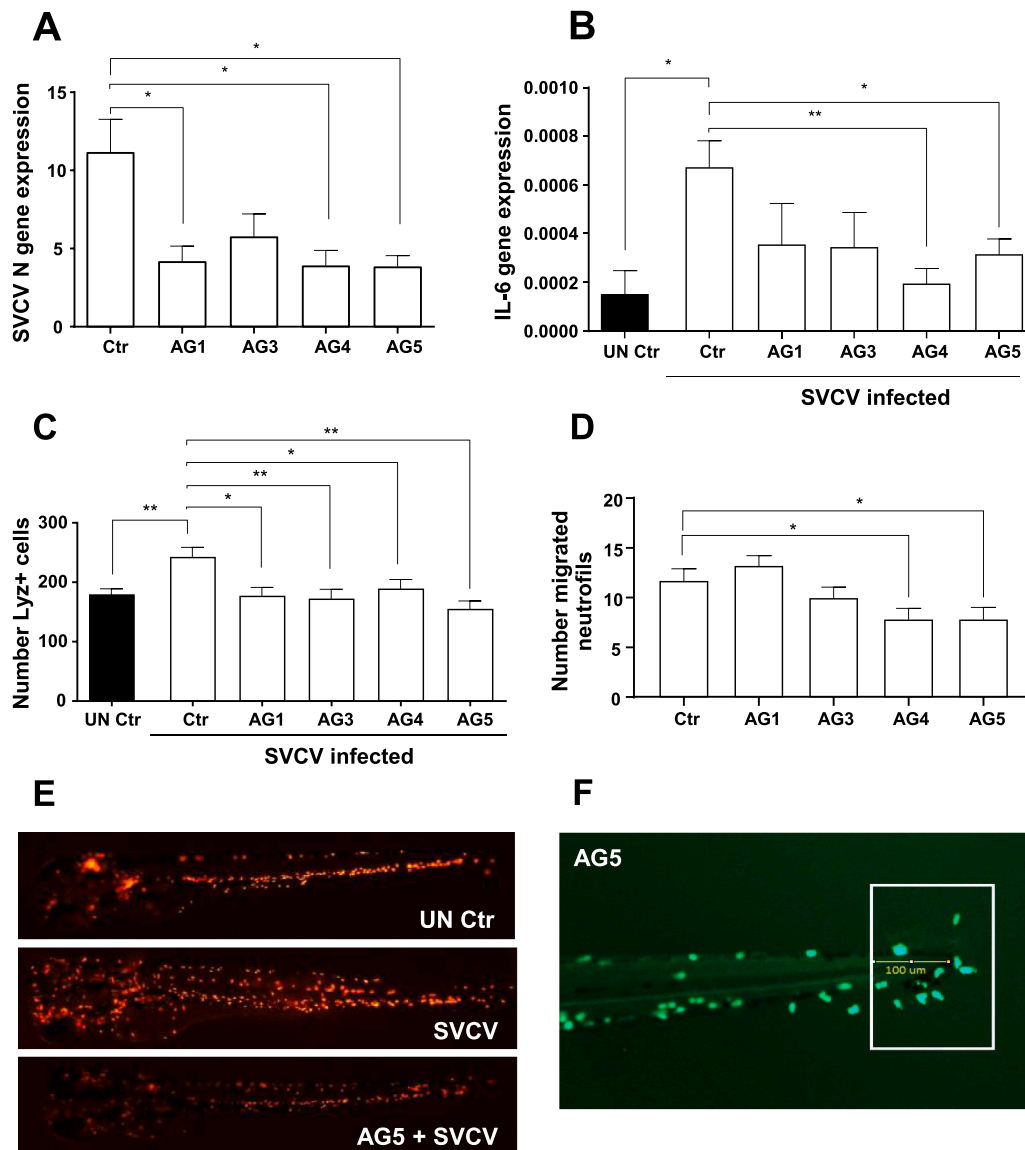 A
SVCV N gene expression
15
10
5
0
*
*
*
Ctr AG1 AG3 AG4 AG5
B
IL-6 gene expression
0.0010
0.0008
0.0006
0.0004
0.0002
0.0000
*
*
**
UN Ctr Ctr AG1 AG3 AG4 AG5
SVCV infected
C
Number Lyz+ cells
300
200
100
0
**
*
**
*
**
UN Ctr Ctr AG1 AG3 AG4 AG5
SVCV infected
D
Number migrated
neutrofils
20
15
10
5
0
*
*
Ctr AG1 AG3 AG4 AG5
E
UN Ctr
SVCV
AG5 + SVCV
F
AG5
100 um